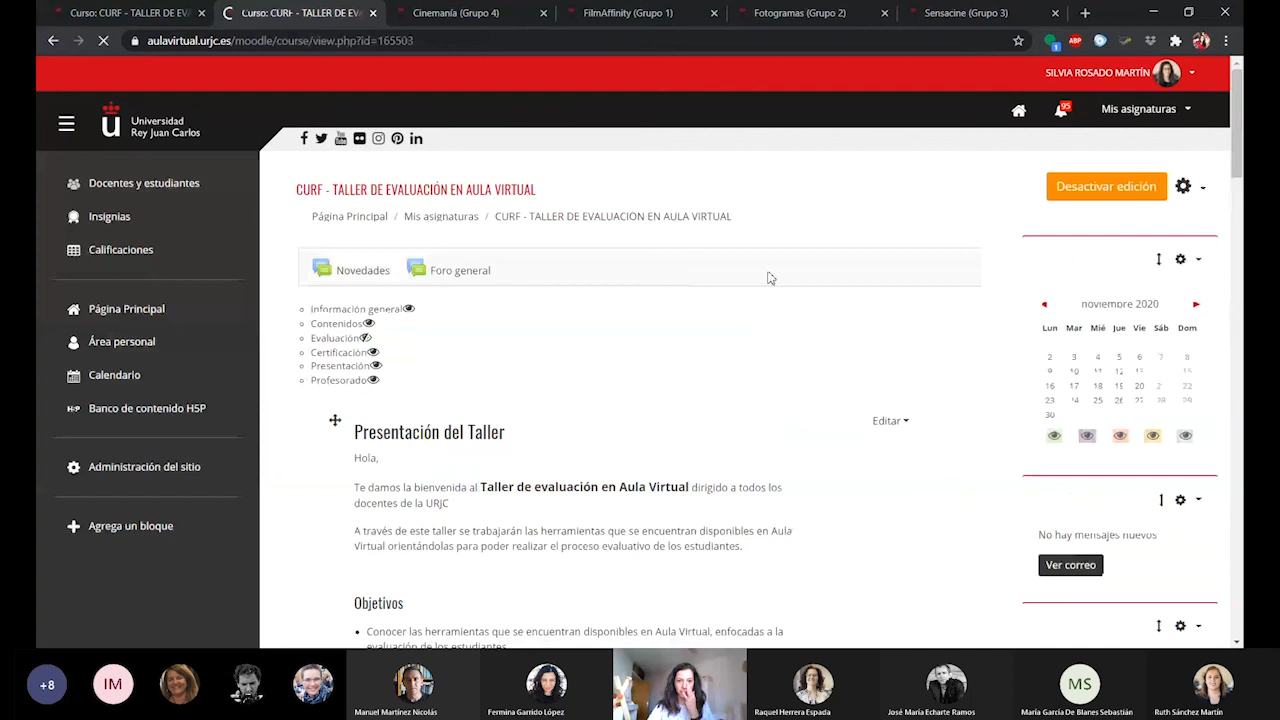 Curso: CURF - TALLER DE EVA
Curso: CURF - TALLER DE EVA
Cinemanía (Grupo 4)
FilmAffinity (Grupo 1)
Fotogramas (Grupo 2)
Sensacine (Grupo 3)
aulavirtual.urjc.es/moodle/course/view.php?id=165503
1
ABP
SILVIA ROSADO MARTÍN
Universidad
Rey Juan Carlos
95
Mis asignaturas
Docentes y estudiantes
Insignias
Calificaciones
Página Principal
Área personal
Calendario
H5P Banco de contenido H5P
Administración del sitio
Agrega un bloque
CURF - TALLER DE EVALUACIÓN EN AULA VIRTUAL
Página Principal / Mis asignaturas / CURF - TALLER DE EVALUACIÓN EN AULA VIRTUAL
Desactivar edición
Novedades
Foro general
Información general
Contenidos
Evaluación
Certificación
Presentación
Profesorado
Editar
Presentación del Taller
Hola,
Te damos la bienvenida al Taller de evaluación en Aula Virtual dirigido a todos los
docentes de la URJC
A través de este taller se trabajarán las herramientas que se encuentran disponibles en Aula
Virtual orientándolas para poder realizar el proceso evaluativo de los estudiantes.
Objetivos
Conocer las herramientas que se encuentran disponibles en Aula Virtual, enfocadas a la
evaluación de los estudiantes
noviembre 2020
Lun Mar Mié Jue Vie Sáb Dom
2 3 4 5 6 7 8
9 10 11 12 13 15
16 17 18 19 20 22
23 24 25 26 27 28 29
30
No hay mensajes nuevos
Ver correo
+8
IM
Manuel Martínez Nicolás
Fermina Garrido López
Raquel Herrera Espada
José María Echarte Ramos
MS
María García De Blanes Sebastián
Ruth Sánchez Martín